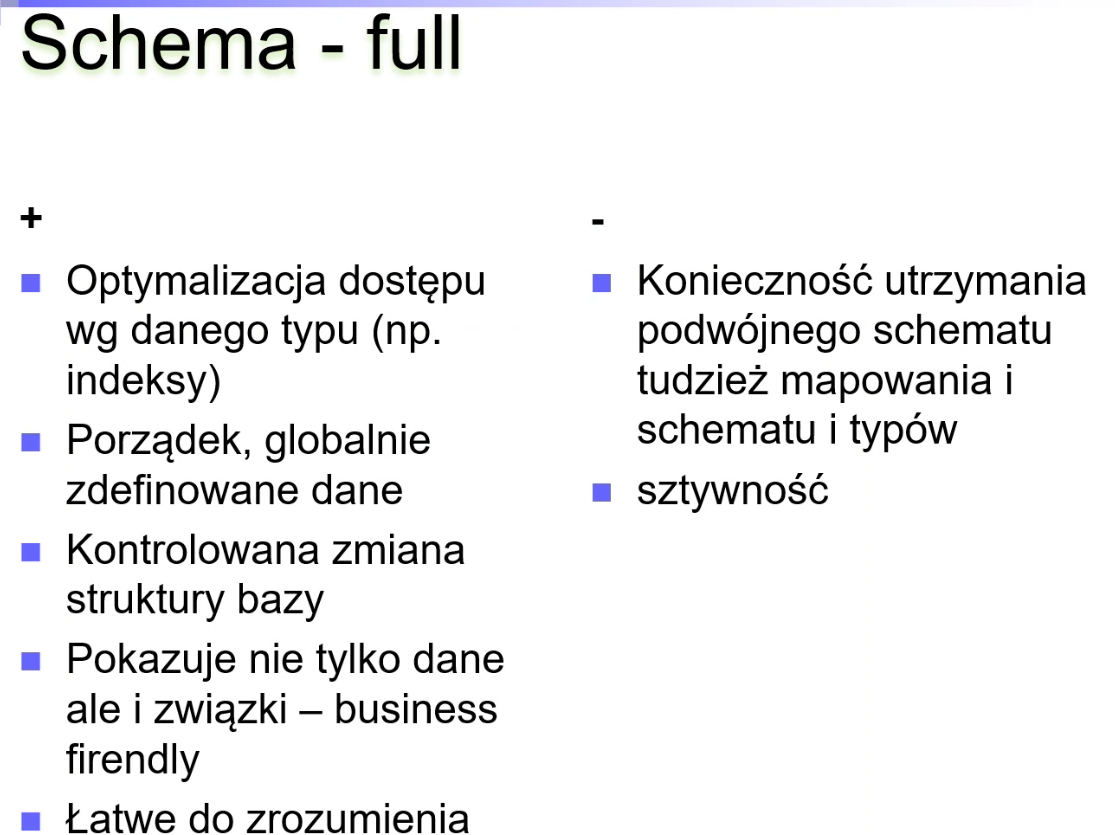 Schema - full
+
Optymalizacja dostępu
wg danego typu (np.
indeksy)
Porządek, globalnie
zdefinowane dane
Kontrolowana zmiana
struktury bazy
Pokazuje nie tylko dane
ale i związki – business
firendly
Łatwe do zrozumienia
-
Konieczność utrzymania
podwójnego schematu
tudzież mapowania i
schematu i typów
sztywność